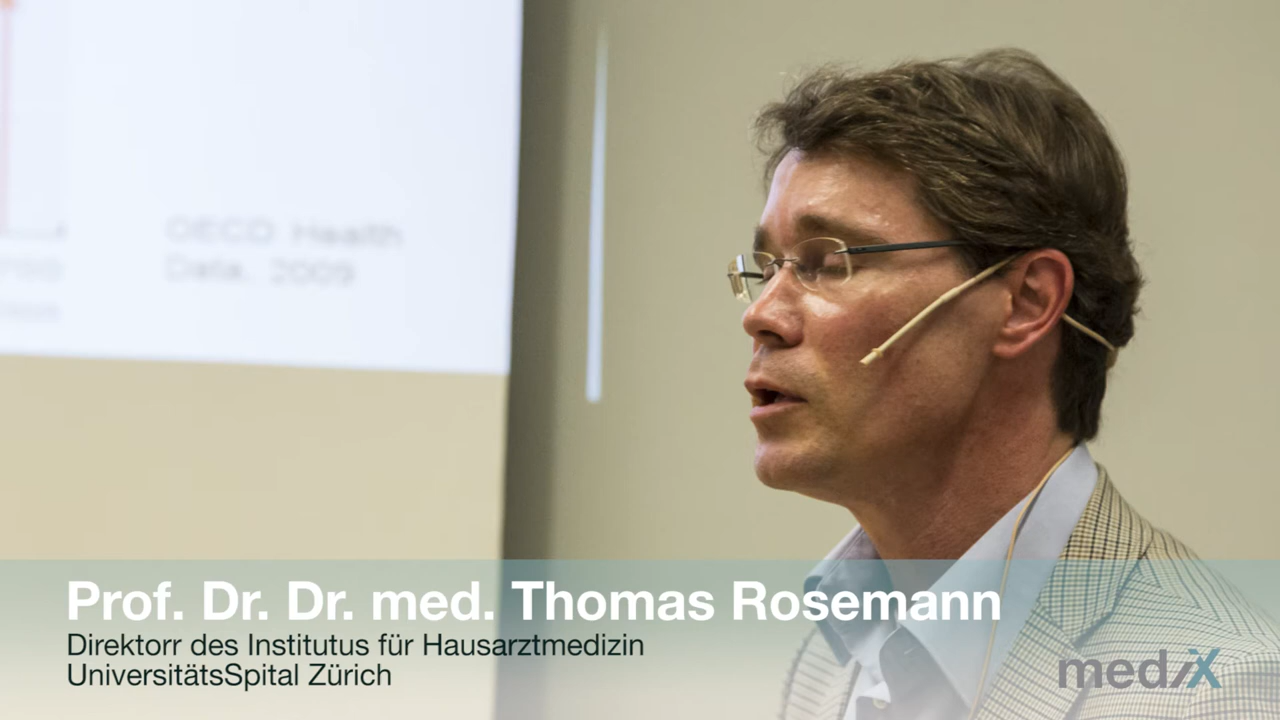 OECD Health
Data, 2009
Prof. Dr. Dr. med. Thomas Rosemann
Direktorr des Institutus für Hausarztmedizin
UniversitätsSpital Zürich
mediX